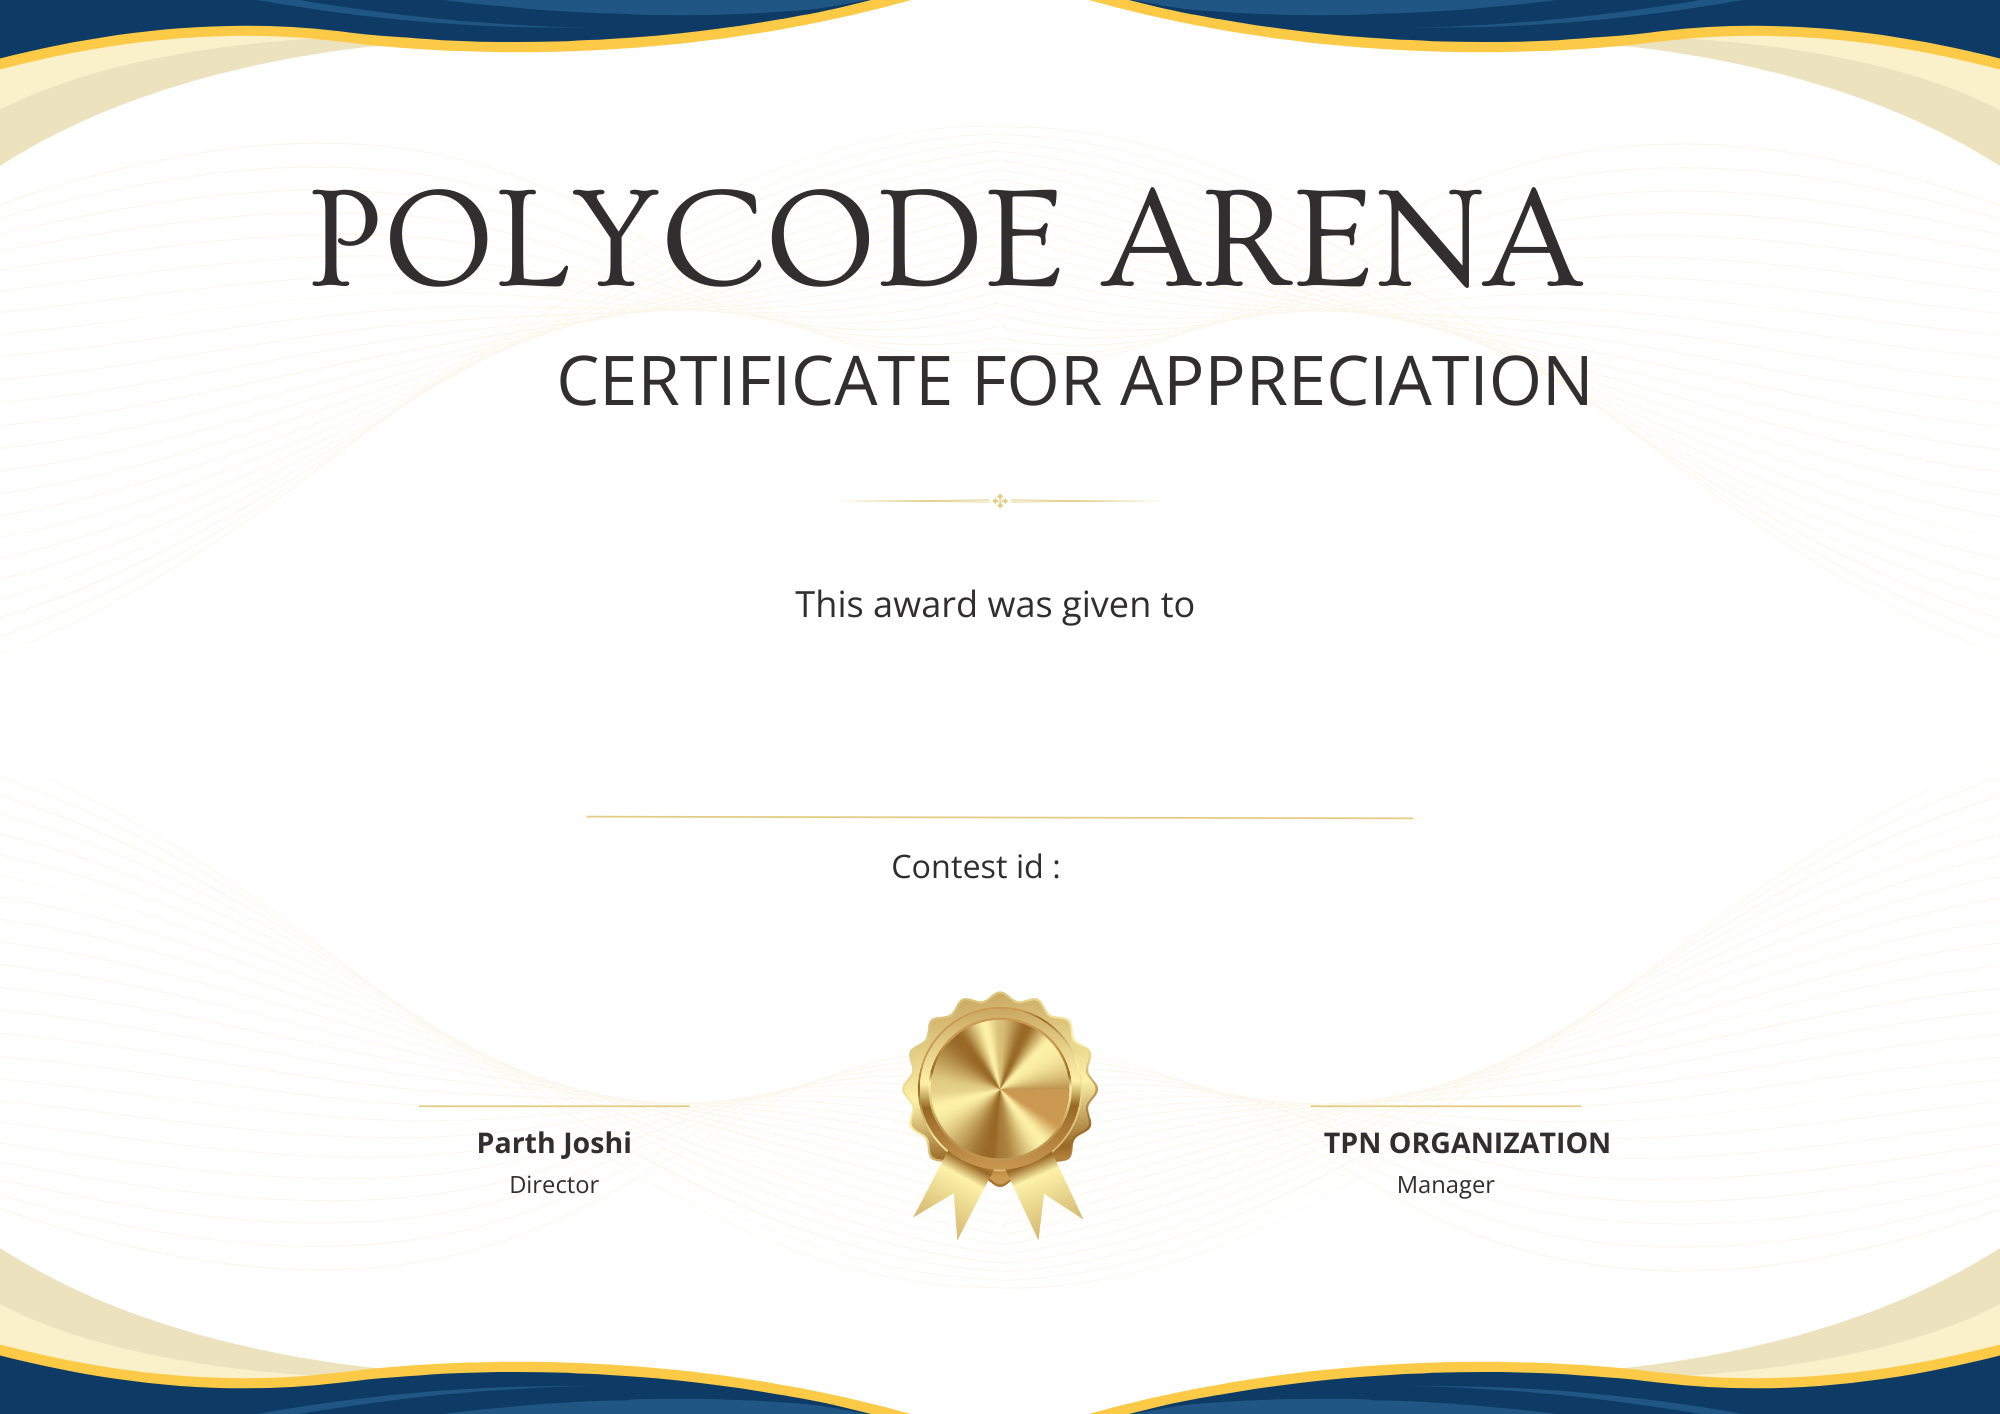 POLYCODE ARENA
CERTIFICATE FOR APPRECIATION
This award was given to
Contest id :
Parth Joshi
Director
TPN ORGANIZATION
Manager